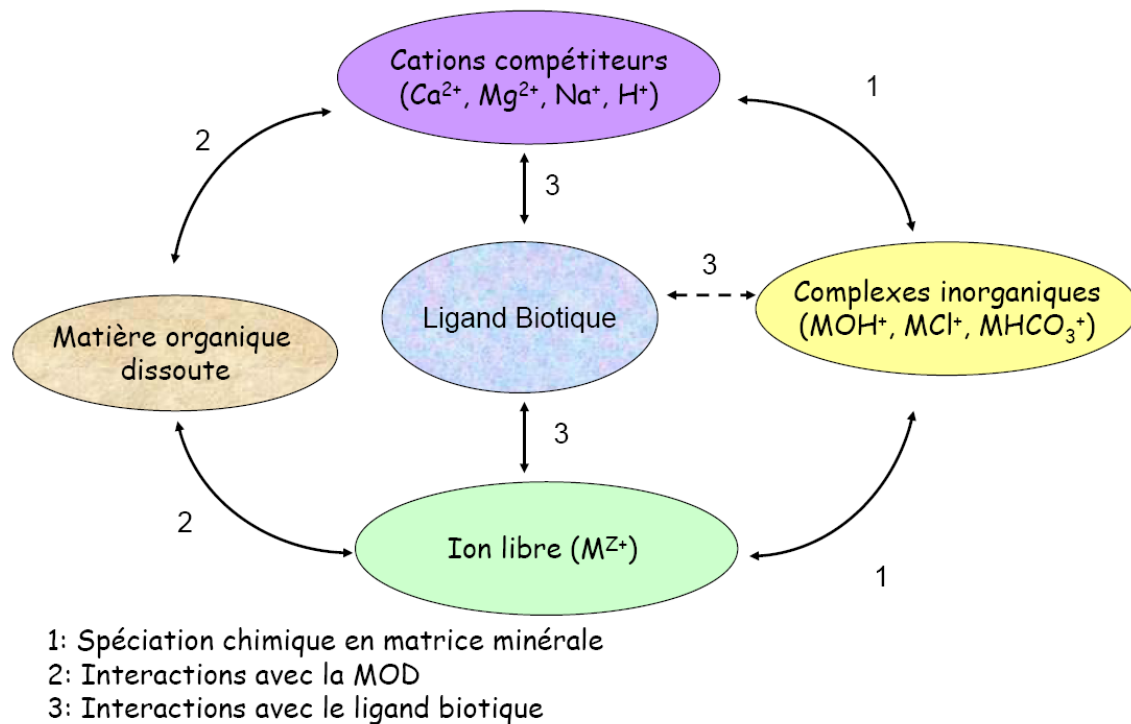 Cations compétiteurs
(Ca²⁺, Mg²⁺, Na⁺, H⁺)
1
2
3
3
Ligand Biotique
Complexes inorganiques
(MOH⁺, MCl⁺, MHCO₃⁺)
Matière organique
dissoute
3
2
Ion libre (Mᶻ⁺)
1
1: Spéciation chimique en matrice minérale
2: Interactions avec la MOD
3: Interactions avec le ligand biotique